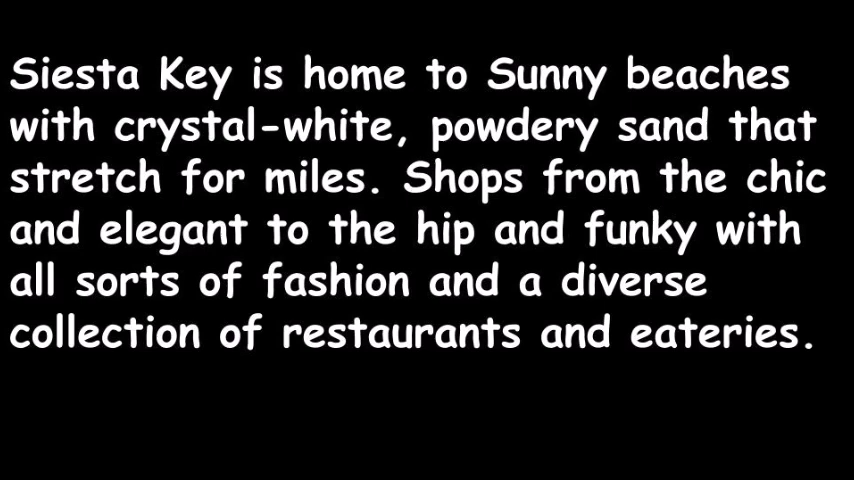 Siesta Key is home to Sunny beaches
with crystal-white, powdery sand that
stretch for miles. Shops from the chic
and elegant to the hip and funky with
all sorts of fashion and a diverse
collection of restaurants and eateries.